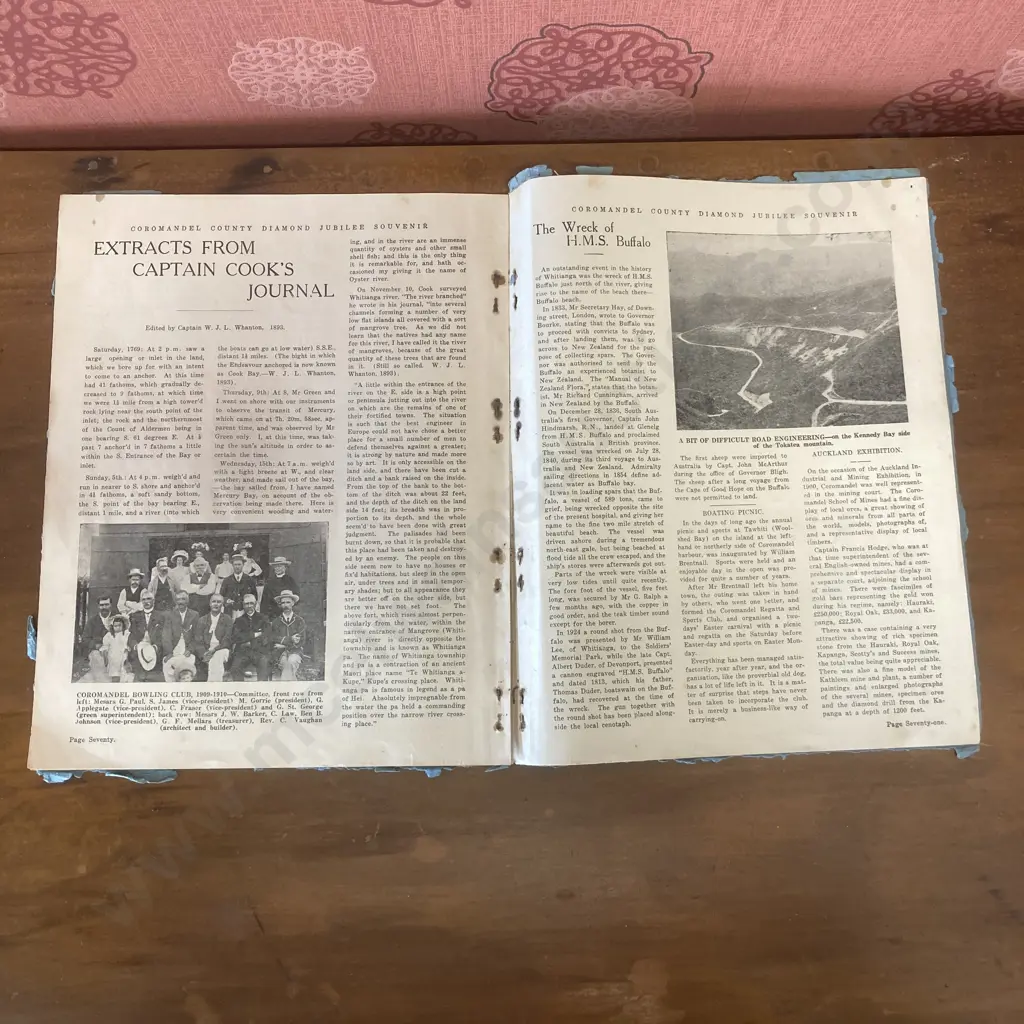 COROMANDEL COUNTY DIAMOND JUBILEE SOUVENIR
EXTRACTS FROM
CAPTAIN COOK'S
JOURNAL
Edited by Captain W. J. L. Whanton, 1893.
Saturday, 1769: At 2 p.m. saw a
large opening or inlet in the land,
which we bore up for with an intent
to come to an anchor. At this time
had 41 fathoms, which gradually de-
creased to 9 fathoms, at which time
we were 1½ mile from a high tower'd
rock lying near the south point of the
inlet; the rock and the northermost
of the Count of Aldermen being in
one bearing S. 61 degrees E. At ½
past 7 anchor'd in 7 fathoms a little
within the S. Entrance of the Bay or
inlet.
Sunday, 5th.: At 4 p.m. weigh'd and
run in nearer to S. shore and anchor'd
in 4½ fathoms, a soft sandy bottom,
the S. point of the bay bearing E.,
distant 1 mile, and a river (into which
the boats can go at low water) S.S.E.,
distant 1½ miles. (The bight in which
the Endeavour anchored is now known
as Cook Bay.—W. J. L. Whanton,
1893).
Thursday, 9th: At 8, Mr Green and
I went on shore with our instruments
to observe the transit of Mercury,
which came on at 7h. 20m. 58sec. ap-
parent time, and was observed by Mr
Green only. I, at this time, was tak-
ing the sun's altitude in order to as-
certain the time.
Wednesday, 15th: At 7 a.m. weigh'd
with a light breeze at W., and clear
weather; and made sail out of the bay,
—the bay sailed from, I have named
Mercury Bay, on account of the ob-
servation being made there. Here is
very convenient wooding and water-
ing, and in the river are an immense
quantity of oysters and other small
shell fish; and this is the only thing
it is remarkable for, and hath oc-
casioned my giving it the name of
Oyster river.
On November 10, Cook surveyed
Whitianga river. "The river branched"
he wrote in his journal, "into several
channels forming a number of very
low flat islands all covered with a sort
of mangrove tree. As we did not
learn that the natives had any name
for this river, I have called it the river
of mangroves, because of the great
quantity of these trees that are found
in it. (Still so called. W. J. L.
Whanton, 1899).
"A little within the entrance of the
river on the E. side is a high point
or peninsula jutting out into the river
on which are the remains of one of
their fortified towns. The situation
is such that the best engineer in
Europe could not have chose a better
place for a small number of men to
defend themselves against a greater;
it is strong by nature and made more
so by art. It is only accessible on the
land side, and there have been cut a
ditch and a bank raised on the inside.
From the top of the bank to the bot-
tom of the ditch was about 22 feet,
and the depth of the ditch on the land
side 14 feet; its breadth was in pro-
portion to its depth, and the whole
seem'd to have been done with great
judgment. The palisades had been
burnt down, so that it is probable that
this place had been taken and destroy-
ed by an enemy. The people on this
side seem now to have no houses or
fix'd habitations, but sleep in the open
air, under trees and in small tempor-
ary shades; but to all appearance they
are better off on the other side, but
there we have not set foot. The
above fort, which rises almost perpen-
dicularly from the water, within the
narrow entrance of Mangrove (Whiti-
anga) river is directly opposite the
township and is known as Whitianga
pa. The name of Whitianga township
and pa is a contraction of an ancient
Maori place name "Te Whitianga a-
Kupe," Kupe's crossing place. Whiti-
anga pa is famous in legend as a pa
of Hei. Absolutely impregnable from
the water the pa held a commanding
position over the narrow river cross-
ing place."
COROMANDEL BOWLING CLUB, 1909-1910—Committee, front row from
left: Messrs G. Paul, S. James (vice-president) M. Gorrie (president), G.
Applegate (vice-president), C. Fraser (vice-president) and G. St. George
(green superintendent); back row: Messrs J. W. Barker, C. Law, Ben B.
Johnson (vice-president), G. F. Mellars (treasurer), Rev. C. Vaughan
(architect and builder).
Page Seventy.
COROMANDEL COUNTY DIAMOND JUBILEE SOUVENIR
The Wreck of
H.M.S. Buffalo
An outstanding event in the history
of Whitianga was the wreck of H.M.S.
Buffalo just north of the river, giving
rise to the name of the beach there—
Buffalo beach.
In 1833, Mr Secretary Hay, of Down-
ing street, London, wrote to Governor
Bourke, stating that the Buffalo was
to proceed with convicts to Sydney,
and after landing them, was to go
across to New Zealand for the pur-
pose of collecting spars. The Gover-
nor was authorised to send by the
Buffalo an experienced botanist to
New Zealand. The "Manual of New
Zealand Flora," states that the botan-
ist, Mr Richard Cunningham, arrived
in New Zealand by the Buffalo.
On December 28, 1836, South Aus-
tralia's first Governor, Captain John
Hindmarsh, R.N., landed at Glenelg
from H.M.S. Buffalo and proclaimed
South Australia a British province.
The vessel was wrecked on July 28,
1840, during its third voyage to Aus-
tralia and New Zealand. Admiralty
sailing directions in 1854 define ad-
jacent water as Buffalo bay.
It was in loading spars that the Buf-
falo, a vessel of 589 tons, came to
grief, being wrecked opposite the site
of the present hospital, and giving her
name to the fine two mile stretch of
beautiful beach. The vessel was
driven ashore during a tremendous
north-east gale, but being beached at
flood tide all the crew escaped, and the
ship's stores were afterwards got out.
Parts of the wreck were visible at
very low tides until quite recently.
The fore foot of the vessel, five feet
long, was secured by Mr G. Ralph a
few months ago, with the copper in
good order, and the teak timber sound
except for the borer.
In 1924 a round shot from the Buf-
falo was presented by Mr William
Lee, of Whitianga, to the Soldiers'
Memorial Park, while the late Capt.
Albert Duder, of Devonport, presented
a cannon engraved "H.M.S. Buffalo"
and dated 1813, which his father,
Thomas Duder, boatswain on the Buf-
falo, had recovered at the time of
the wreck. The gun together with
the round shot has been placed along-
side the local cenotaph.
A BIT OF DIFFICULT ROAD ENGINEERING—on the Kennedy Bay side
of the Tokatea mountain.
The first sheep were imported to
Australia by Capt. John McArthur
during the office of Governor Bligh.
The sheep after a long voyage from
the Cape of Good Hope on the Buffalo,
were not permitted to land.
BOATING PICNIC.
In the days of long ago the annual
picnic and sports at Tawhiti (Wool-
shed Bay) on the island at the left-
hand or northerly side of Coromandel
harbour, was inaugurated by William
Brentnall. Sports were held and an
enjoyable day in the open was pro-
vided for quite a number of years.
After Mr Brentnall left his home
town, the outing was taken in hand
by others, who went one better, and
formed the Coromandel Regatta and
Sports Club, and organised a two-
days' Easter carnival with a picnic
and regatta on the Saturday before
Easter-day and sports on Easter Mon-
day.
Everything has been managed satis-
factorily, year after year, and the or-
ganisation, like the proverbial old dog,
has a lot of life left in it. It is a mat-
ter of surprise that steps have never
been taken to incorporate the club.
It is merely a business-like way of
carrying-on.
AUCKLAND EXHIBITION.
On the occasion of the Auckland In-
dustrial and Mining Exhibition, in
1900, Coromandel was well represent-
ed in the mining court. The Coro-
mandel School of Mines had a fine dis-
play of local ores, a great showing of
ores and minerals from all parts of
the world, models, photographs of,
and a representative display of local
timbers.
Captain Francis Hodge, who was at
that time superintendent of the sev-
eral English-owned mines, had a com-
prehensive and spectacular display in
a separate court, adjoining the school
of mines. There were facsimiles of
gold bars representing the gold won
during his regime, namely: Hauraki,
£250,000; Royal Oak, £33,000, and Ka-
panga, £22,500.
There was a case containing a very
attractive showing of rich specimen
stone from the Hauraki, Royal Oak,
Kapanga, Scotty's and Success mines,
the total value being quite appreciable.
There was also a fine model of the
Kathleen mine and plant, a number of
paintings and enlarged photographs
of the several mines, specimen ores
and the diamond drill from the Ka-
panga at a depth of 1200 feet.
Page Seventy-one.